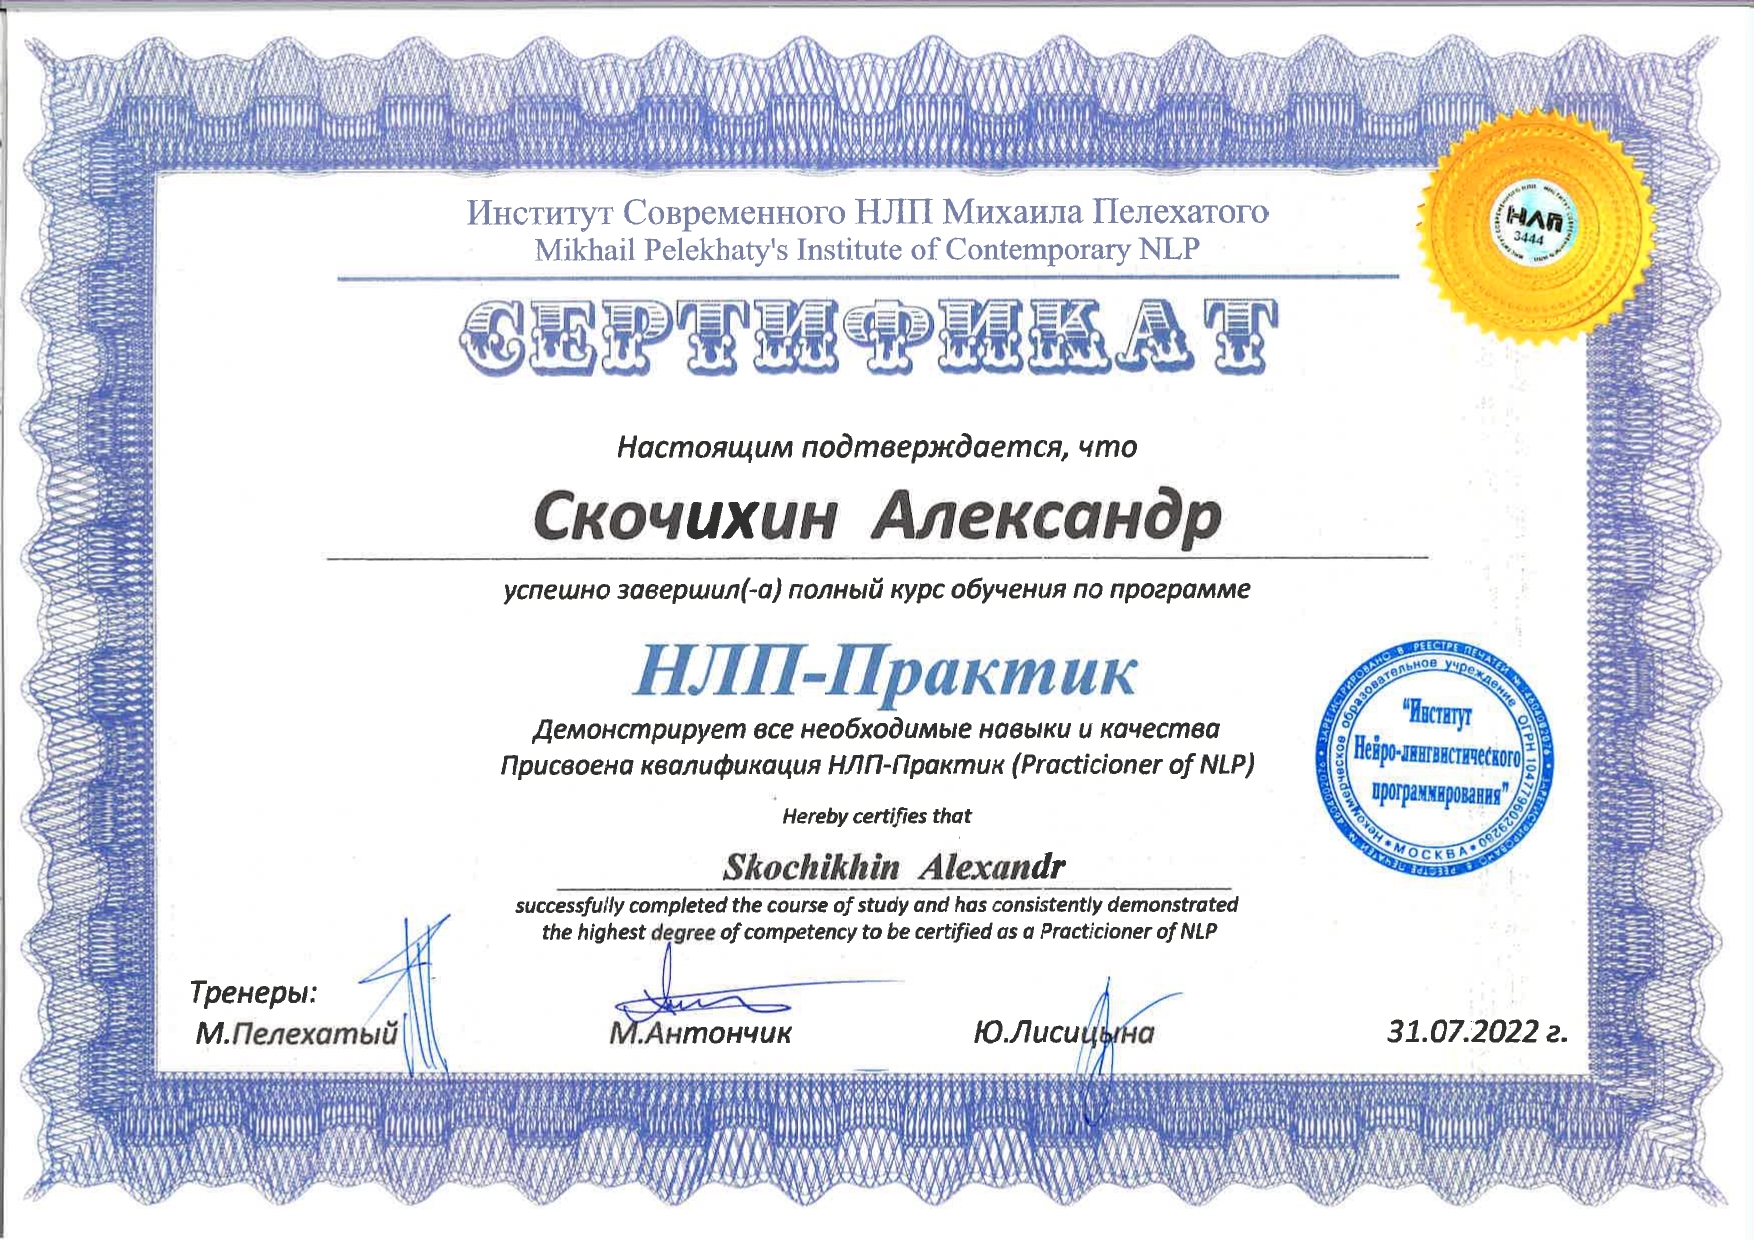 Институт Современного НЛП Михаила Пелехатого
Mikhail Pelekhaty's Institute of Contemporary NLP
НЛП
3444
СЕРТИФИКАТ
Настоящим подтверждается, что
Скочихин Александр
успешно завершил(-а) полный курс обучения по программе
НЛП-Практик
Демонстрирует все необходимые навыки и качества
Присвоена квалификация НЛП-Практик (Practicioner of NLP)
Hereby certifies that
Skochikhin Alexandr
successfully completed the course of study and has consistently demonstrated
the highest degree of competency to be certified as a Practicioner of NLP
ЗАРЕГИСТРИРОВАНО В РЕЕСТРЕ ПЕЧАТЕЙ
Некоммерческое образовательное учреждение ОГРН 1047796029260
• МОСКВА •
"Институт
Нейро-лингвистического
программирования"
Тренеры:
М.Пелехатый
М.Антончик
Ю.Лисицына
31.07.2022 г.